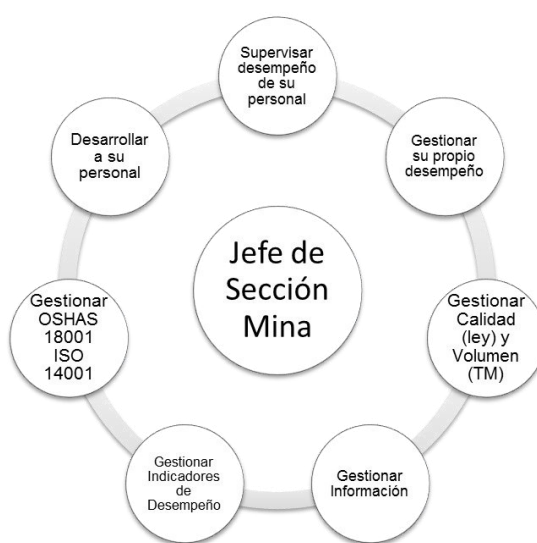 Supervisar
desempeño
de su
personal
Gestionar
su propio
desempeño
Gestionar
Calidad
(ley) y
Volumen
(TM)
Gestionar
Información
Gestionar
Indicadores
de
Desempeño
Gestionar
OSHAS
18001
ISO
14001
Desarrollar
a su
personal
Jefe de
Sección
Mina